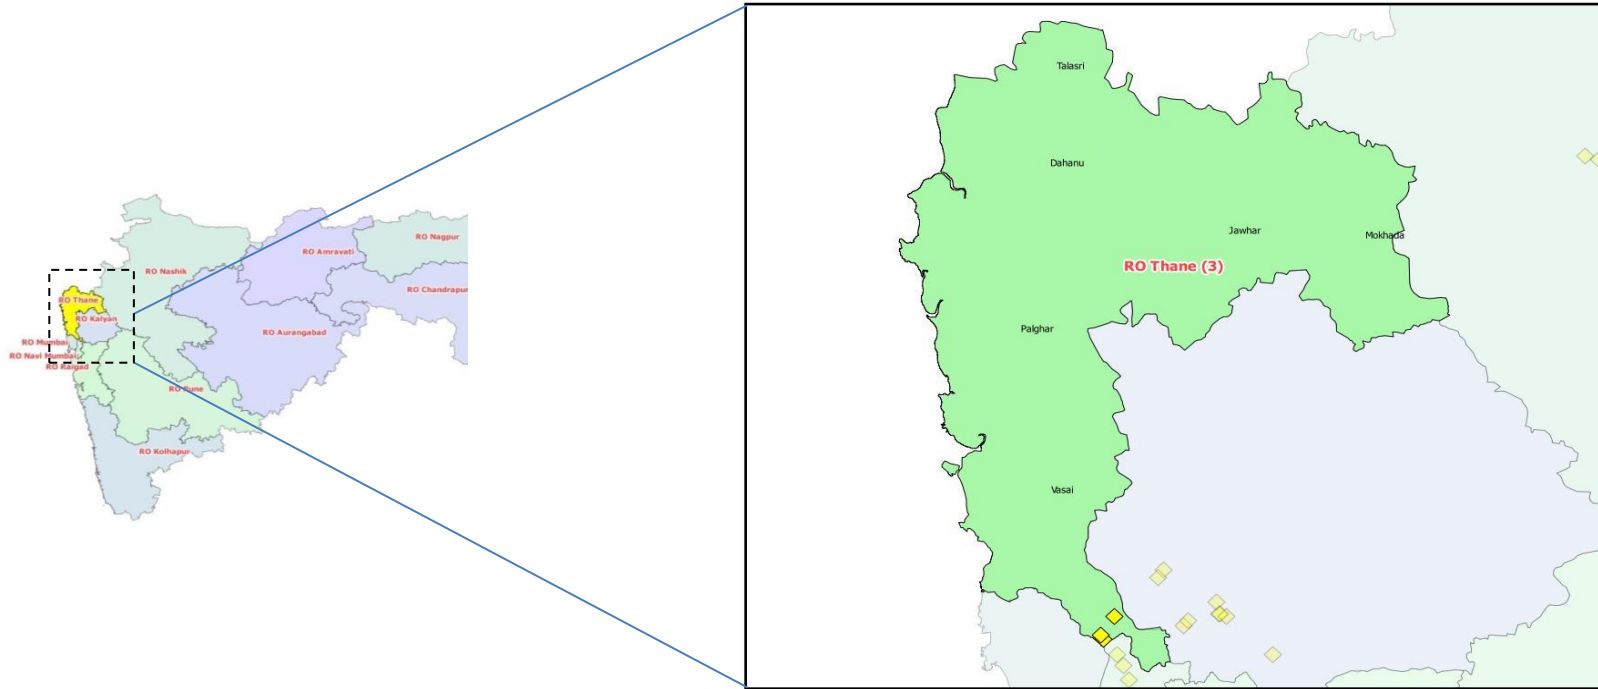 RO Nagpur
RO Amravati
RO Nashik
RO Chandrapur
RO Thane
RO Kalyan
RO Aurangabad
RO Mumbai
RO Navi Mumbai
RO Raigad
RO Pune
RO Kolhapur
Talasri
Dahanu
Jawhar
Mokhada
RO Thane (3)
Palghar
Vasai